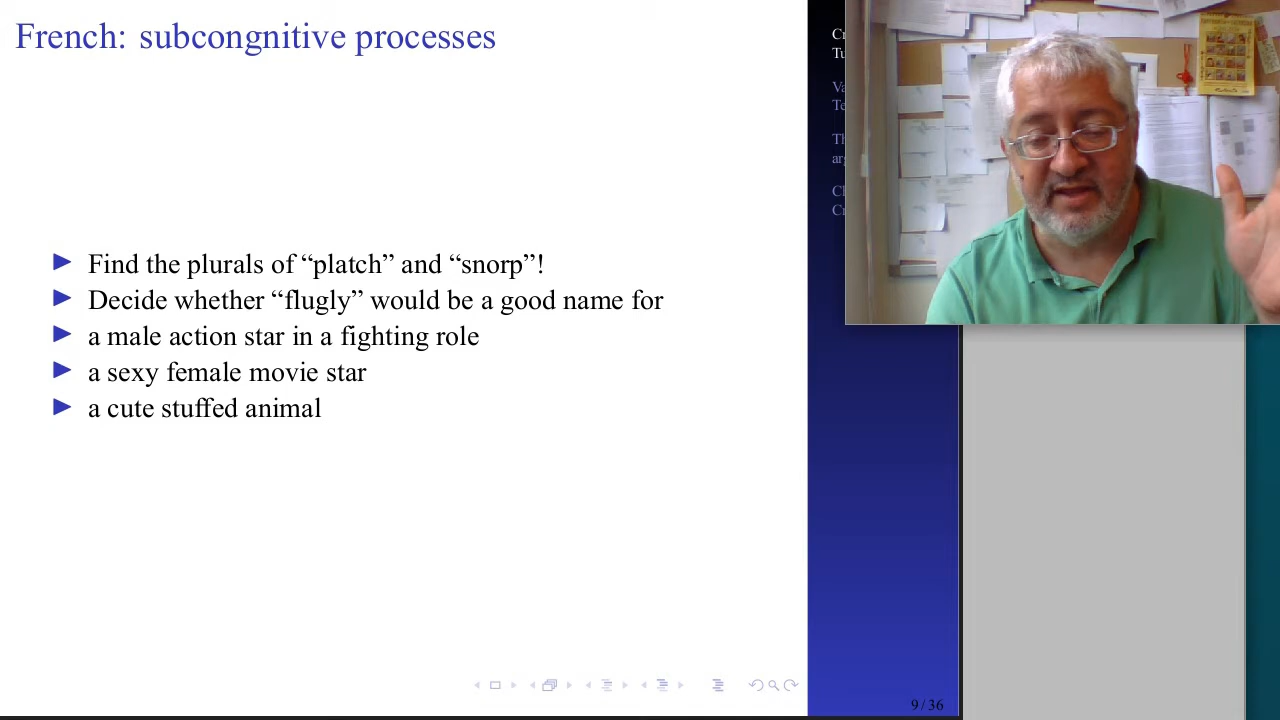 French: subcongnitive processes
Find the plurals of “platch” and “snorp”!
Decide whether “flugly” would be a good name for
a male action star in a fighting role
a sexy female movie star
a cute stuffed animal
9 / 36